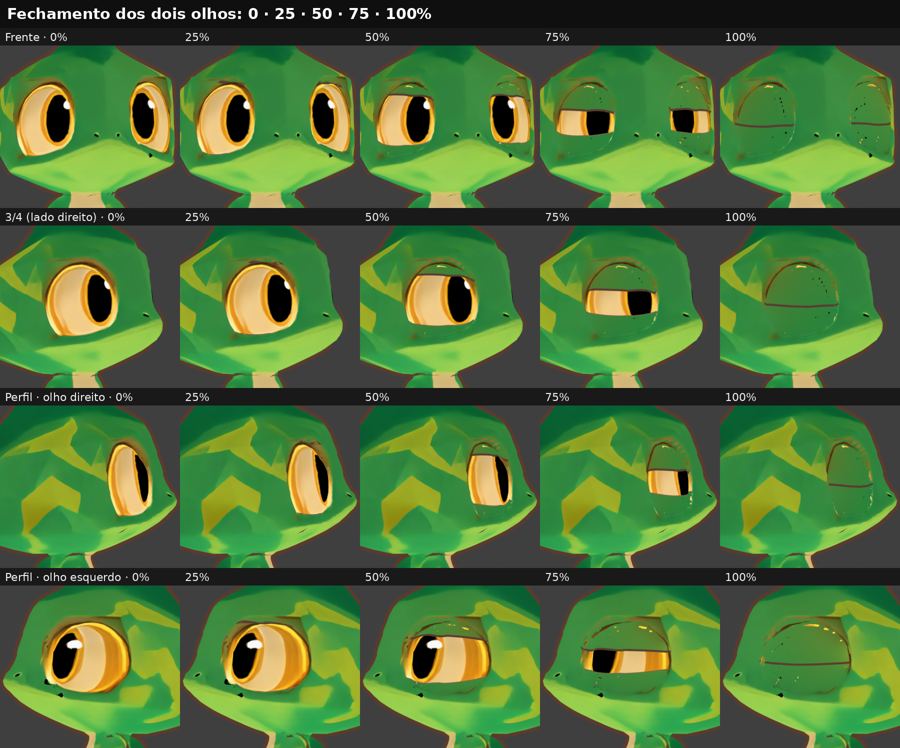 Fechamento dos dois olhos: 0 · 25 · 50 · 75 · 100%
Frente · 0% 25% 50% 75% 100%
3/4 (lado direito) · 0% 25% 50% 75% 100%
Perfil · olho direito · 0% 25% 50% 75% 100%
Perfil · olho esquerdo · 0% 25% 50% 75% 100%